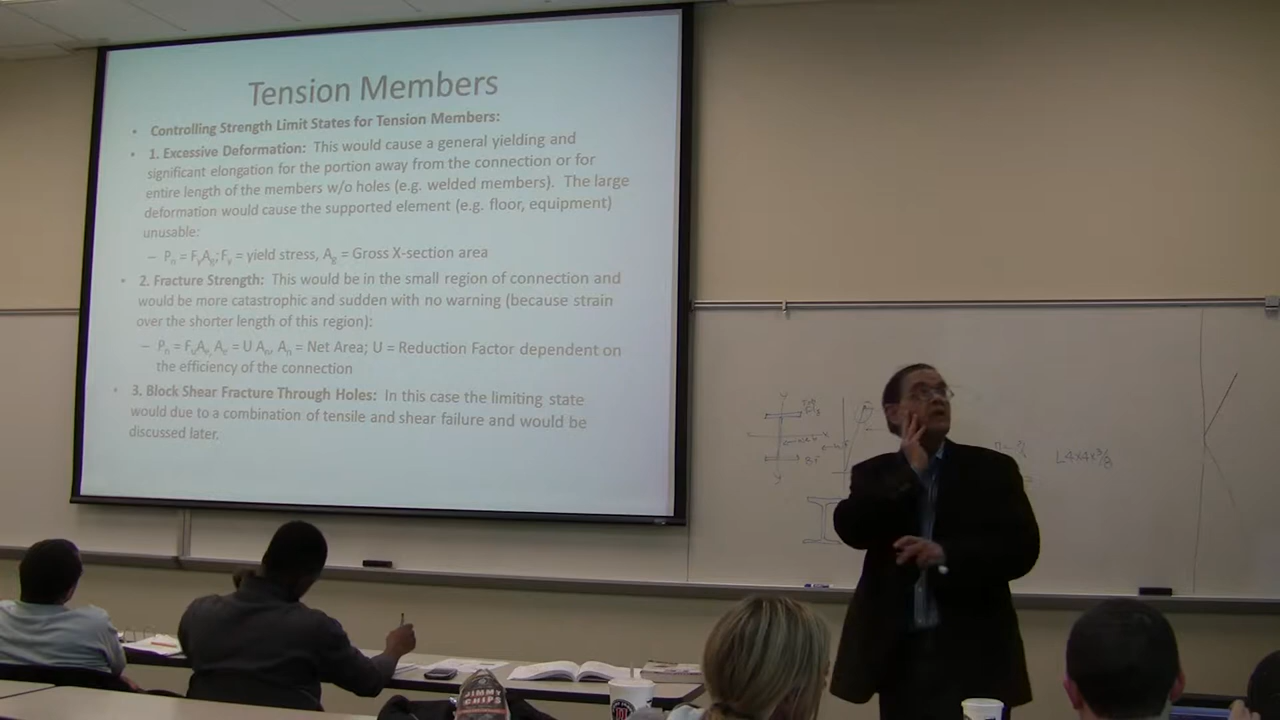 Tension Members
• Controlling Strength Limit States for Tension Members:
• 1. Excessive Deformation: This would cause a general yielding and
significant elongation for the portion away from the connection or for
entire length of the members w/o holes (e.g. welded members). The large
deformation would cause the supported element (e.g. floor, equipment)
unusable:
– Pn = FyAg; Fy = yield stress, Ag = Gross X-section area
• 2. Fracture Strength: This would be in the small region of connection and
would be more catastrophic and sudden with no warning (because strain
over the shorter length of this region):
– Pn = FuAe, Ae = U An, An = Net Area; U = Reduction Factor dependent on
the efficiency of the connection
• 3. Block Shear Fracture Through Holes: In this case the limiting state
would due to a combination of tensile and shear failure and would be
discussed later.
L4x4x3/8
JIMMY
CHIPS